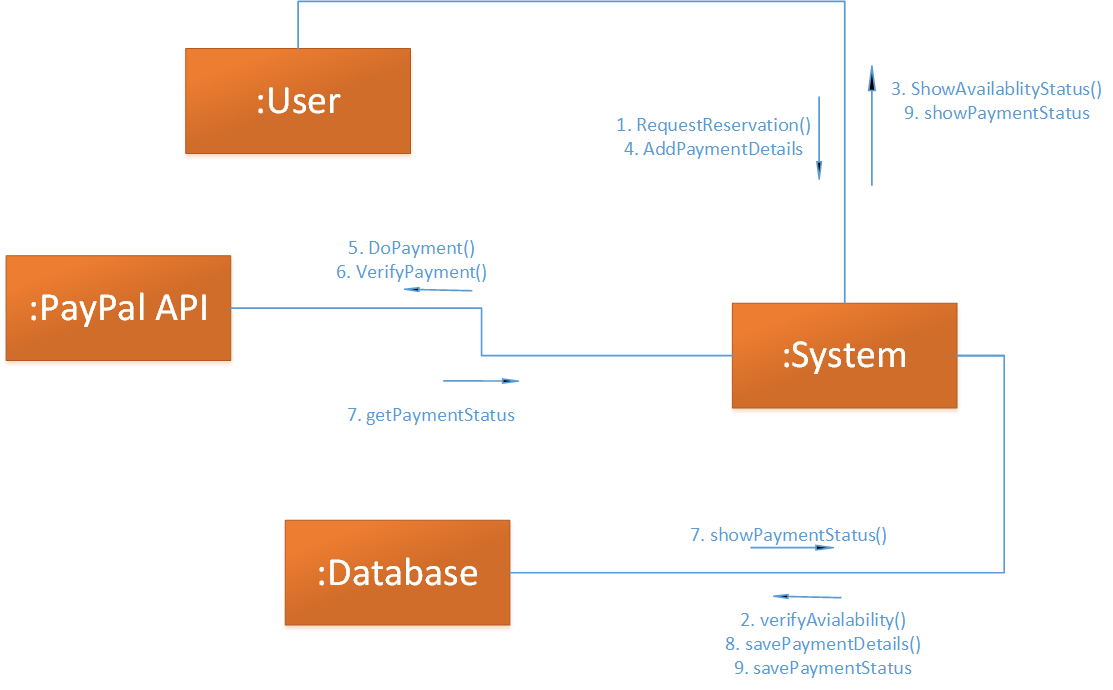 :User
3. ShowAvailablityStatus()
9. showPaymentStatus
1. RequestReservation()
4. AddPaymentDetails
5. DoPayment()
6. VerifyPayment()
:PayPal API
:System
7. getPaymentStatus
7. showPaymentStatus()
:Database
2. verifyAvialability()
8. savePaymentDetails()
9. savePaymentStatus